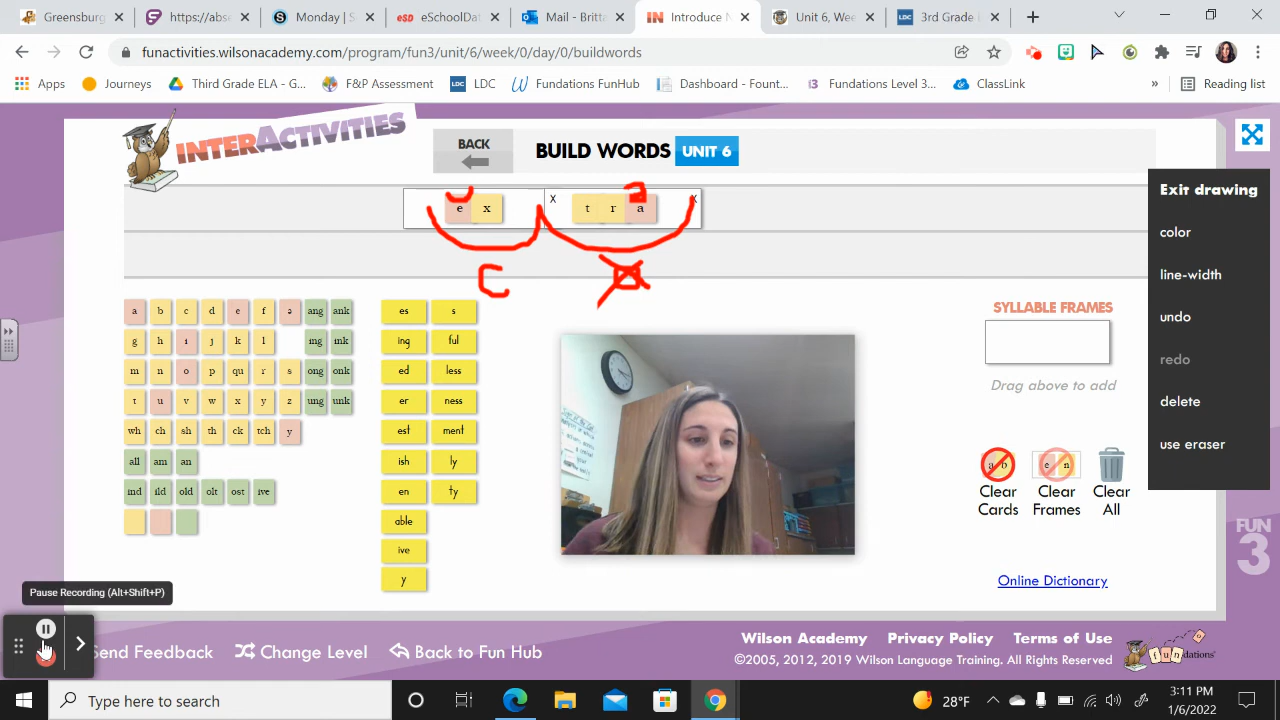 Greensburg
https://abse
Monday | S
eSchoolDat
Mail - Britta
Introduce N
Unit 6, Wee
3rd Grade L
funactivities.wilsonacademy.com/program/fun3/unit/6/week/0/day/0/buildwords
Apps Journeys Third Grade ELA - G... F&P Assessment LDC Fundations FunHub Dashboard - Fount... Fundations Level 3... ClassLink » Reading list
INTERACTIVITIES
BACK
BUILD WORDS UNIT 6
e x
X t r a X
c
Exit drawing
color
line-width
undo
redo
delete
use eraser
a b c d e f ə ang ank
g h i j k l ing ink
m n o p qu r s ong onk
t u v w x y z ung unk
wh ch sh th ck tch y
all am an
ind ild old olt ost ive
es s
ing ful
ed less
er ness
est ment
ish ly
en ty
able
ive
y
SYLLABLE FRAMES
Drag above to add
a b
e n
Clear Cards
Clear Frames
Clear All
Online Dictionary
FUN
3
Pause Recording (Alt+Shift+P)
Send Feedback Change Level Back to Fun Hub
Wilson Academy Privacy Policy Terms of Use
©2005, 2012, 2019 Wilson Language Training. All Rights Reserved
fundations
Type here to search
28°F
3:11 PM
1/6/2022